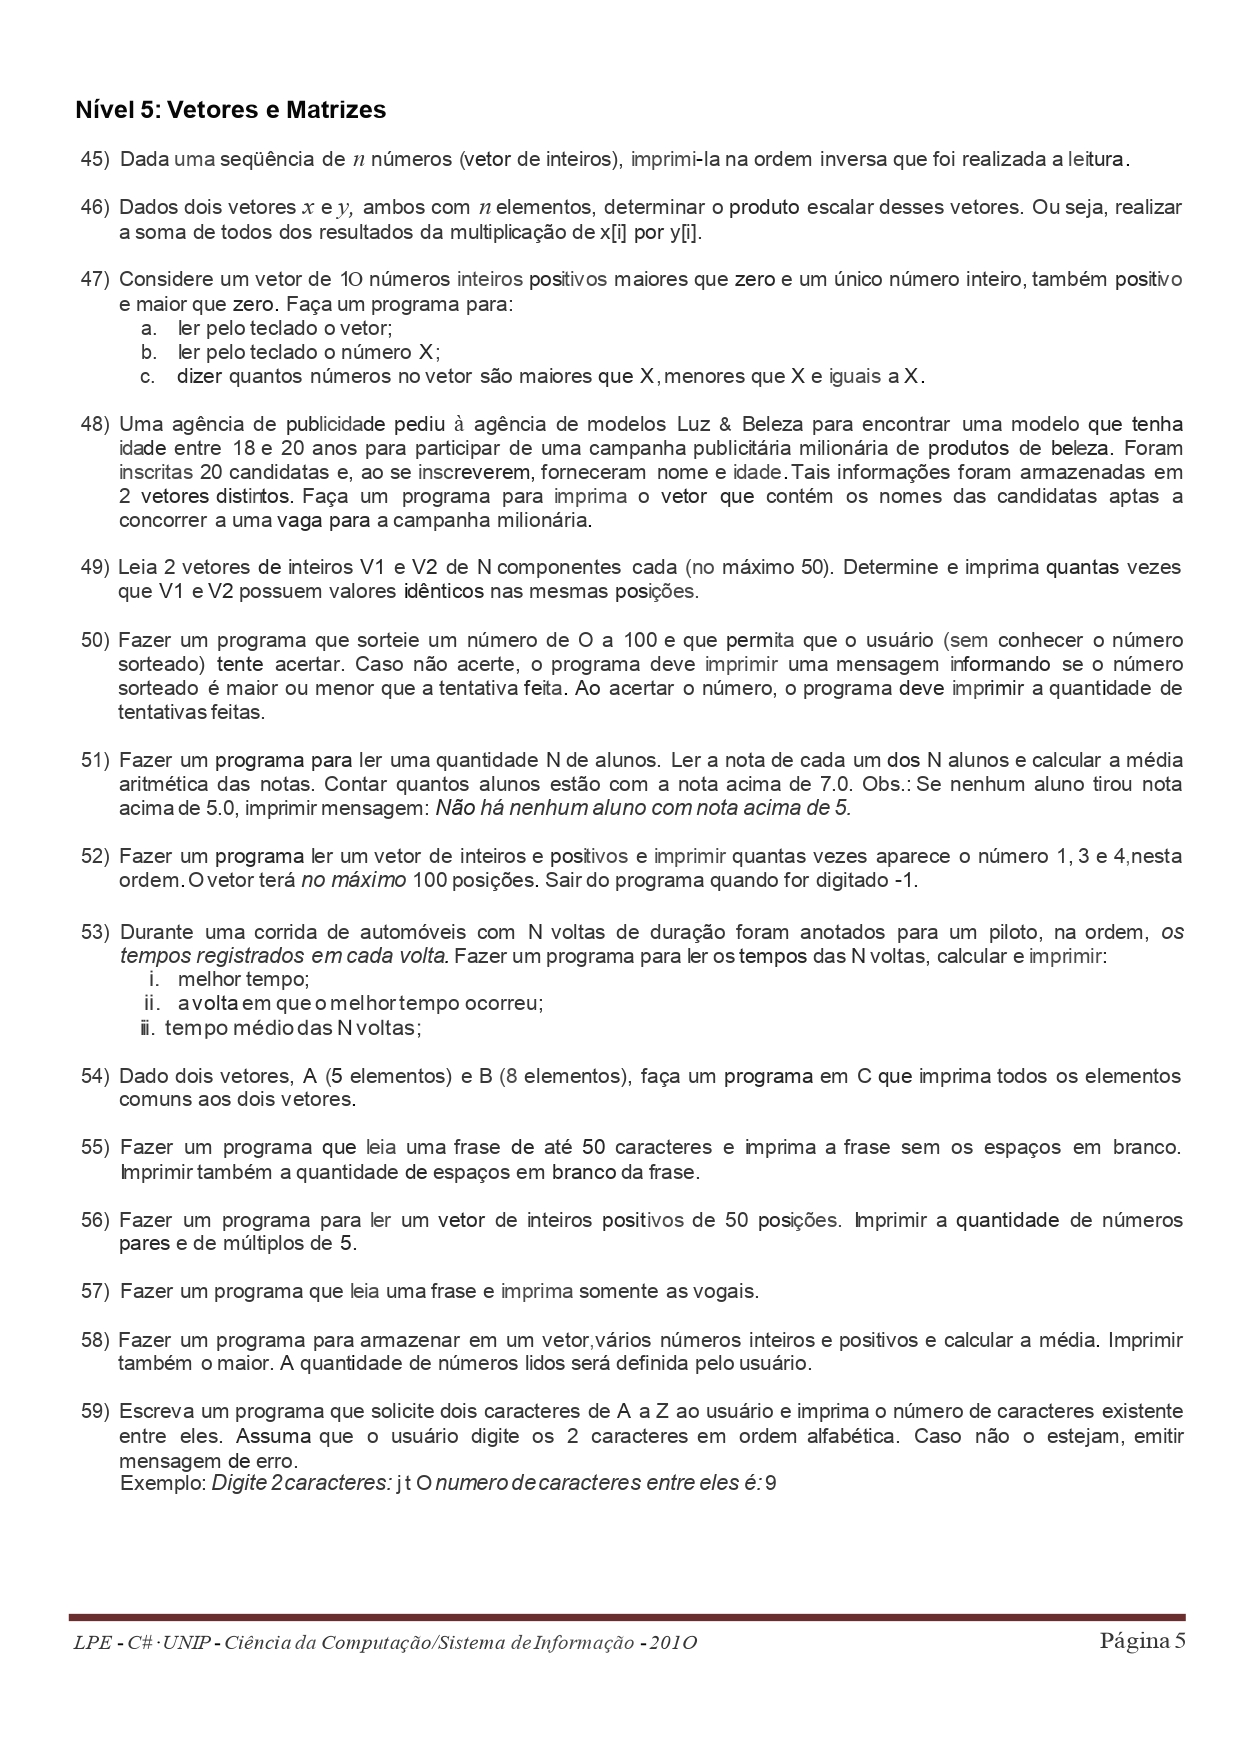 Nível 5: Vetores e Matrizes
45) Dada uma seqüência de n números (vetor de inteiros), imprimi-la na ordem inversa que foi realizada a leitura.
46) Dados dois vetores x e y, ambos com n elementos, determinar o produto escalar desses vetores. Ou seja, realizar
a soma de todos dos resultados da multiplicação de x[i] por y[i].
47) Considere um vetor de 1O números inteiros positivos maiores que zero e um único número inteiro, também positivo
e maior que zero. Faça um programa para:
a. ler pelo teclado o vetor;
b. ler pelo teclado o número X;
c. dizer quantos números no vetor são maiores que X, menores que X e iguais a X.
48) Uma agência de publicidade pediu à agência de modelos Luz & Beleza para encontrar uma modelo que tenha
idade entre 18 e 20 anos para participar de uma campanha publicitária milionária de produtos de beleza. Foram
inscritas 20 candidatas e, ao se inscreverem, forneceram nome e idade. Tais informações foram armazenadas em
2 vetores distintos. Faça um programa para imprima o vetor que contém os nomes das candidatas aptas a
concorrer a uma vaga para a campanha milionária.
49) Leia 2 vetores de inteiros V1 e V2 de N componentes cada (no máximo 50). Determine e imprima quantas vezes
que V1 e V2 possuem valores idênticos nas mesmas posições.
50) Fazer um programa que sorteie um número de O a 100 e que permita que o usuário (sem conhecer o número
sorteado) tente acertar. Caso não acerte, o programa deve imprimir uma mensagem informando se o número
sorteado é maior ou menor que a tentativa feita. Ao acertar o número, o programa deve imprimir a quantidade de
tentativas feitas.
51) Fazer um programa para ler uma quantidade N de alunos. Ler a nota de cada um dos N alunos e calcular a média
aritmética das notas. Contar quantos alunos estão com a nota acima de 7.0. Obs.: Se nenhum aluno tirou nota
acima de 5.0, imprimir mensagem: Não há nenhum aluno com nota acima de 5.
52) Fazer um programa ler um vetor de inteiros e positivos e imprimir quantas vezes aparece o número 1, 3 e 4,nesta
ordem. O vetor terá no máximo 100 posições. Sair do programa quando for digitado -1.
53) Durante uma corrida de automóveis com N voltas de duração foram anotados para um piloto, na ordem, os
tempos registrados em cada volta. Fazer um programa para ler os tempos das N voltas, calcular e imprimir:
i. melhor tempo;
ii. a volta em que o melhor tempo ocorreu;
iii. tempo médio das N voltas;
54) Dado dois vetores, A (5 elementos) e B (8 elementos), faça um programa em C que imprima todos os elementos
comuns aos dois vetores.
55) Fazer um programa que leia uma frase de até 50 caracteres e imprima a frase sem os espaços em branco.
Imprimir também a quantidade de espaços em branco da frase.
56) Fazer um programa para ler um vetor de inteiros positivos de 50 posições. Imprimir a quantidade de números
pares e de múltiplos de 5.
57) Fazer um programa que leia uma frase e imprima somente as vogais.
58) Fazer um programa para armazenar em um vetor,vários números inteiros e positivos e calcular a média. Imprimir
também o maior. A quantidade de números lidos será definida pelo usuário.
59) Escreva um programa que solicite dois caracteres de A a Z ao usuário e imprima o número de caracteres existente
entre eles. Assuma que o usuário digite os 2 caracteres em ordem alfabética. Caso não o estejam, emitir
mensagem de erro.
Exemplo: Digite 2 caracteres: j t O numero de caracteres entre eles é: 9
LPE - C# · UNIP - Ciência da Computação/Sistema de Informação - 201O Página 5